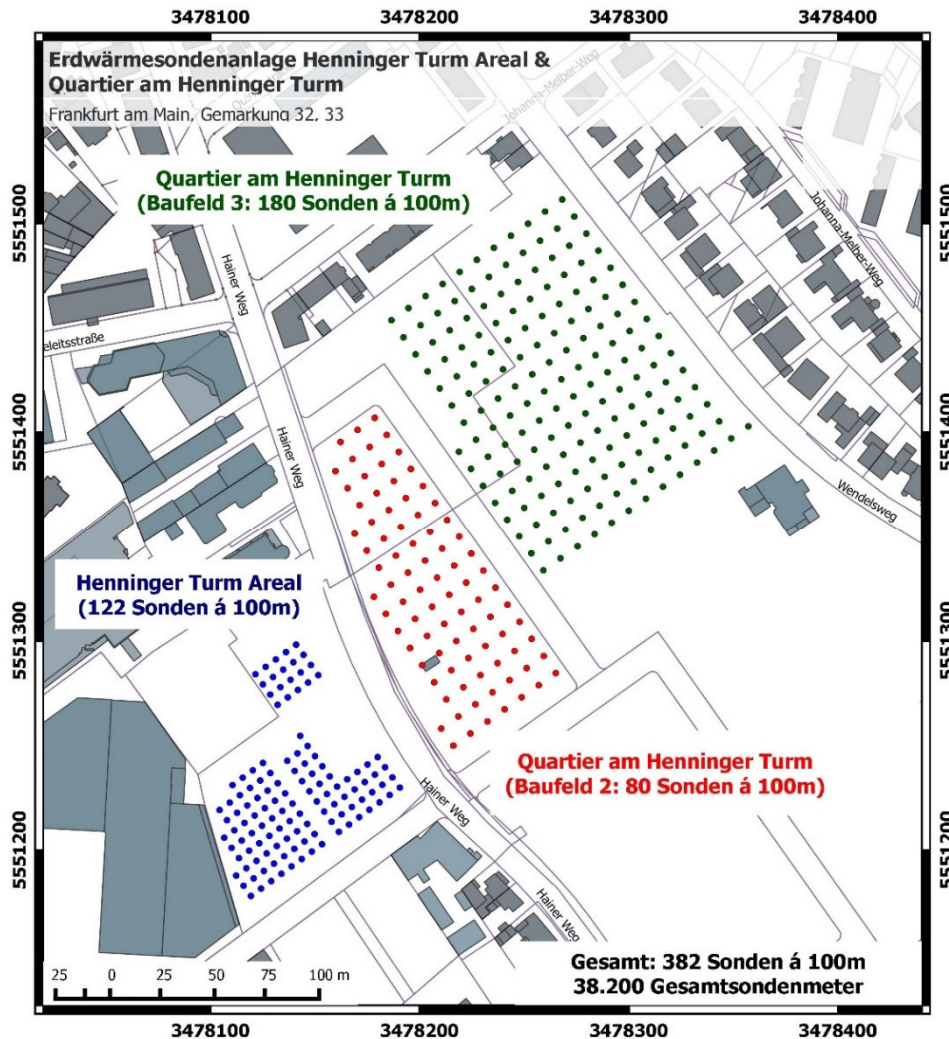 3478100 3478200 3478300 3478400
Erdwärmesondenanlage Henninger Turm Areal &
Quartier am Henninger Turm
Frankfurt am Main, Gemarkung 32, 33
Johanna-Melber-Weg
Quartier am Henninger Turm
(Baufeld 3: 180 Sonden á 100m)
Johanna-Melber-Weg
5551500 5551500
Hainer Weg
eleitsstraße
5551400 5551400
Hainer Weg
Wendelsweg
Henninger Turm Areal
(122 Sonden á 100m)
5551300 5551300
Quartier am Henninger Turm
(Baufeld 2: 80 Sonden á 100m)
Hainer Weg
5551200 5551200
Hainer Weg
Gesamt: 382 Sonden á 100m
38.200 Gesamtsondenmeter
25 0 25 50 75 100 m
3478100 3478200 3478300 3478400